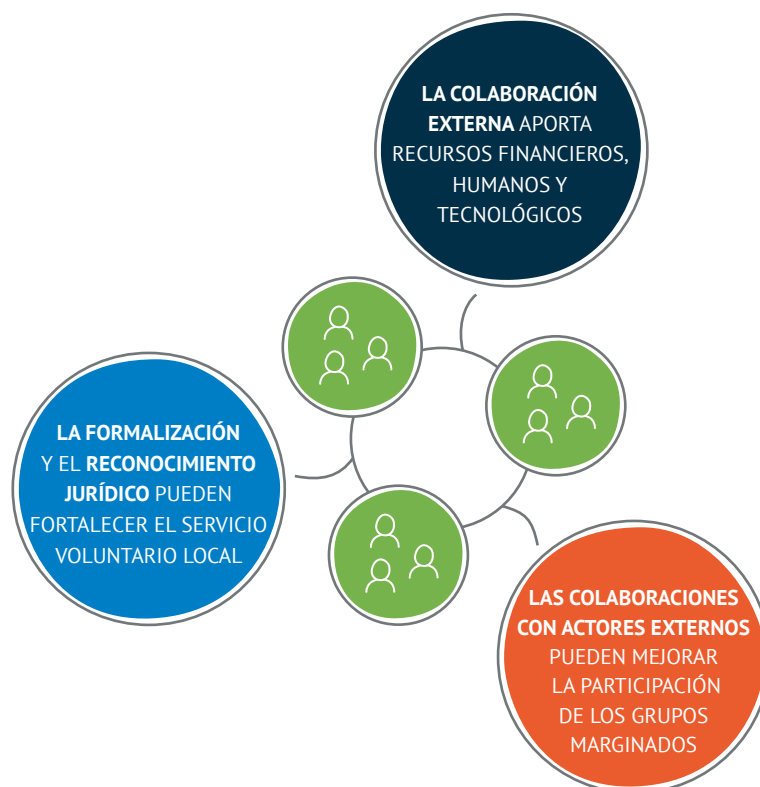 LA COLABORACIÓN
EXTERNA APORTA
RECURSOS FINANCIEROS,
HUMANOS Y
TECNOLÓGICOS
LA FORMALIZACIÓN
Y EL RECONOCIMIENTO
JURÍDICO PUEDEN
FORTALECER EL SERVICIO
VOLUNTARIO LOCAL
LAS COLABORACIONES
CON ACTORES EXTERNOS
PUEDEN MEJORAR
LA PARTICIPACIÓN
DE LOS GRUPOS
MARGINADOS